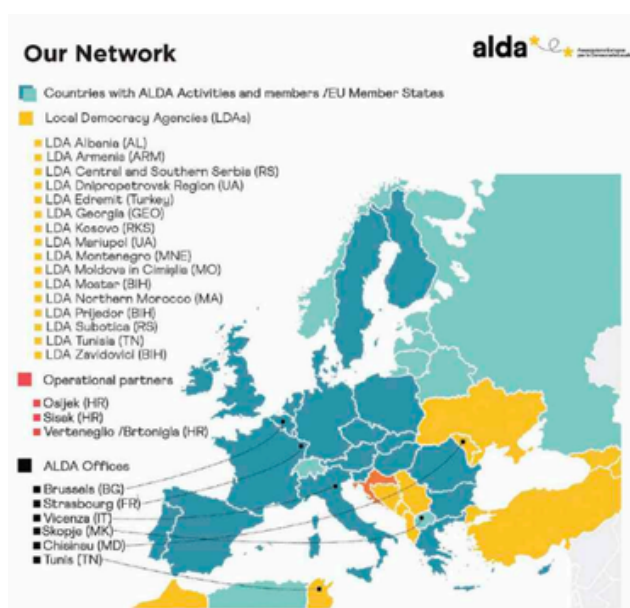 Our Network
alda
Countries with ALDA Activities and members /EU Member States
Local Democracy Agencies (LDAs)
LDA Albania (AL)
LDA Armenia (ARM)
LDA Central and Southern Serbia (RS)
LDA Dnipropetrovsk Region (UA)
LDA Edremit (Turkey)
LDA Georgia (GEO)
LDA Kosovo (RKS)
LDA Mariupol (UA)
LDA Montenegro (MNE)
LDA Moldova in Cimişlia (MO)
LDA Mostar (BIH)
LDA Northern Morocco (MA)
LDA Prijedor (BIH)
LDA Subotica (RS)
LDA Tunisia (TN)
LDA Zavidovici (BIH)
Operational partners
Osijek (HR)
Sisak (HR)
Verteneglio /Brtonigla (HR)
ALDA Offices
Brussels (BG)
Strasbourg (FR)
Vicenza (IT)
Skopje (MK)
Chisinau (MD)
Tunis (TN)